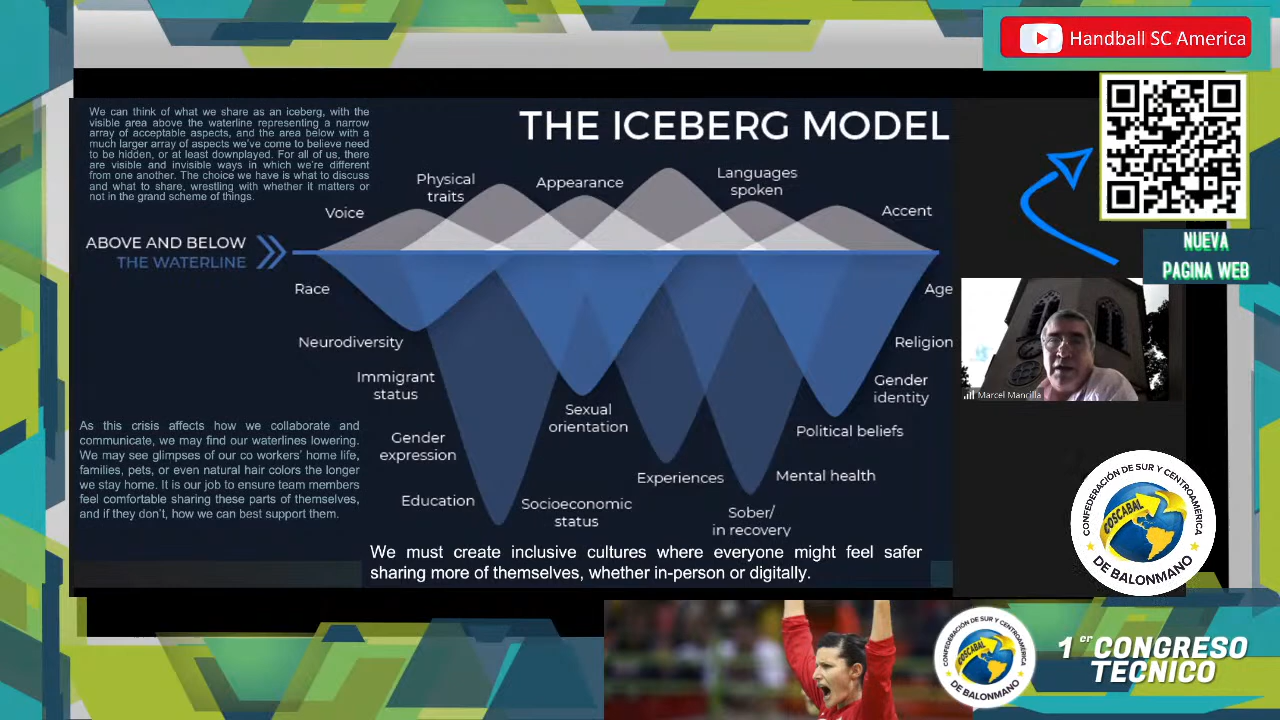 Handball SC America
We can think of what we share as an iceberg, with the
visible area above the waterline representing a narrow
array of acceptable aspects, and the area below with a
much larger array of aspects we've come to believe need
to be hidden, or at least downplayed. For all of us, there
are visible and invisible ways in which we're different
from one another. The choice we have is what to discuss
and what to share, wrestling with whether it matters or
not in the grand scheme of things.
THE ICEBERG MODEL
Voice
Physical
traits
Appearance
Languages
spoken
Accent
ABOVE AND BELOW
THE WATERLINE
Race
Neurodiversity
Immigrant
status
Gender
expression
Education
Sexual
orientation
Socioeconomic
status
Experiences
Sober/
in recovery
Mental health
Political beliefs
Gender
identity
Religion
Age
As this crisis affects how we collaborate and
communicate, we may find our waterlines lowering.
We may see glimpses of our co workers' home life,
families, pets, or even natural hair colors the longer
we stay home. It is our job to ensure team members
feel comfortable sharing these parts of themselves,
and if they don't, how we can best support them.
We must create inclusive cultures where everyone might feel safer
sharing more of themselves, whether in-person or digitally.
NUEVA
PAGINA WEB
Marcel Mancilla
CONFEDERACIÓN DE SUR Y CENTROAMÉRICA
COSCABAL
DE BALONMANO
CONFEDERACIÓN DE SUR Y CENTROAMÉRICA
COSCABAL
DE BALONMANO
1er CONGRESO
TECNICO